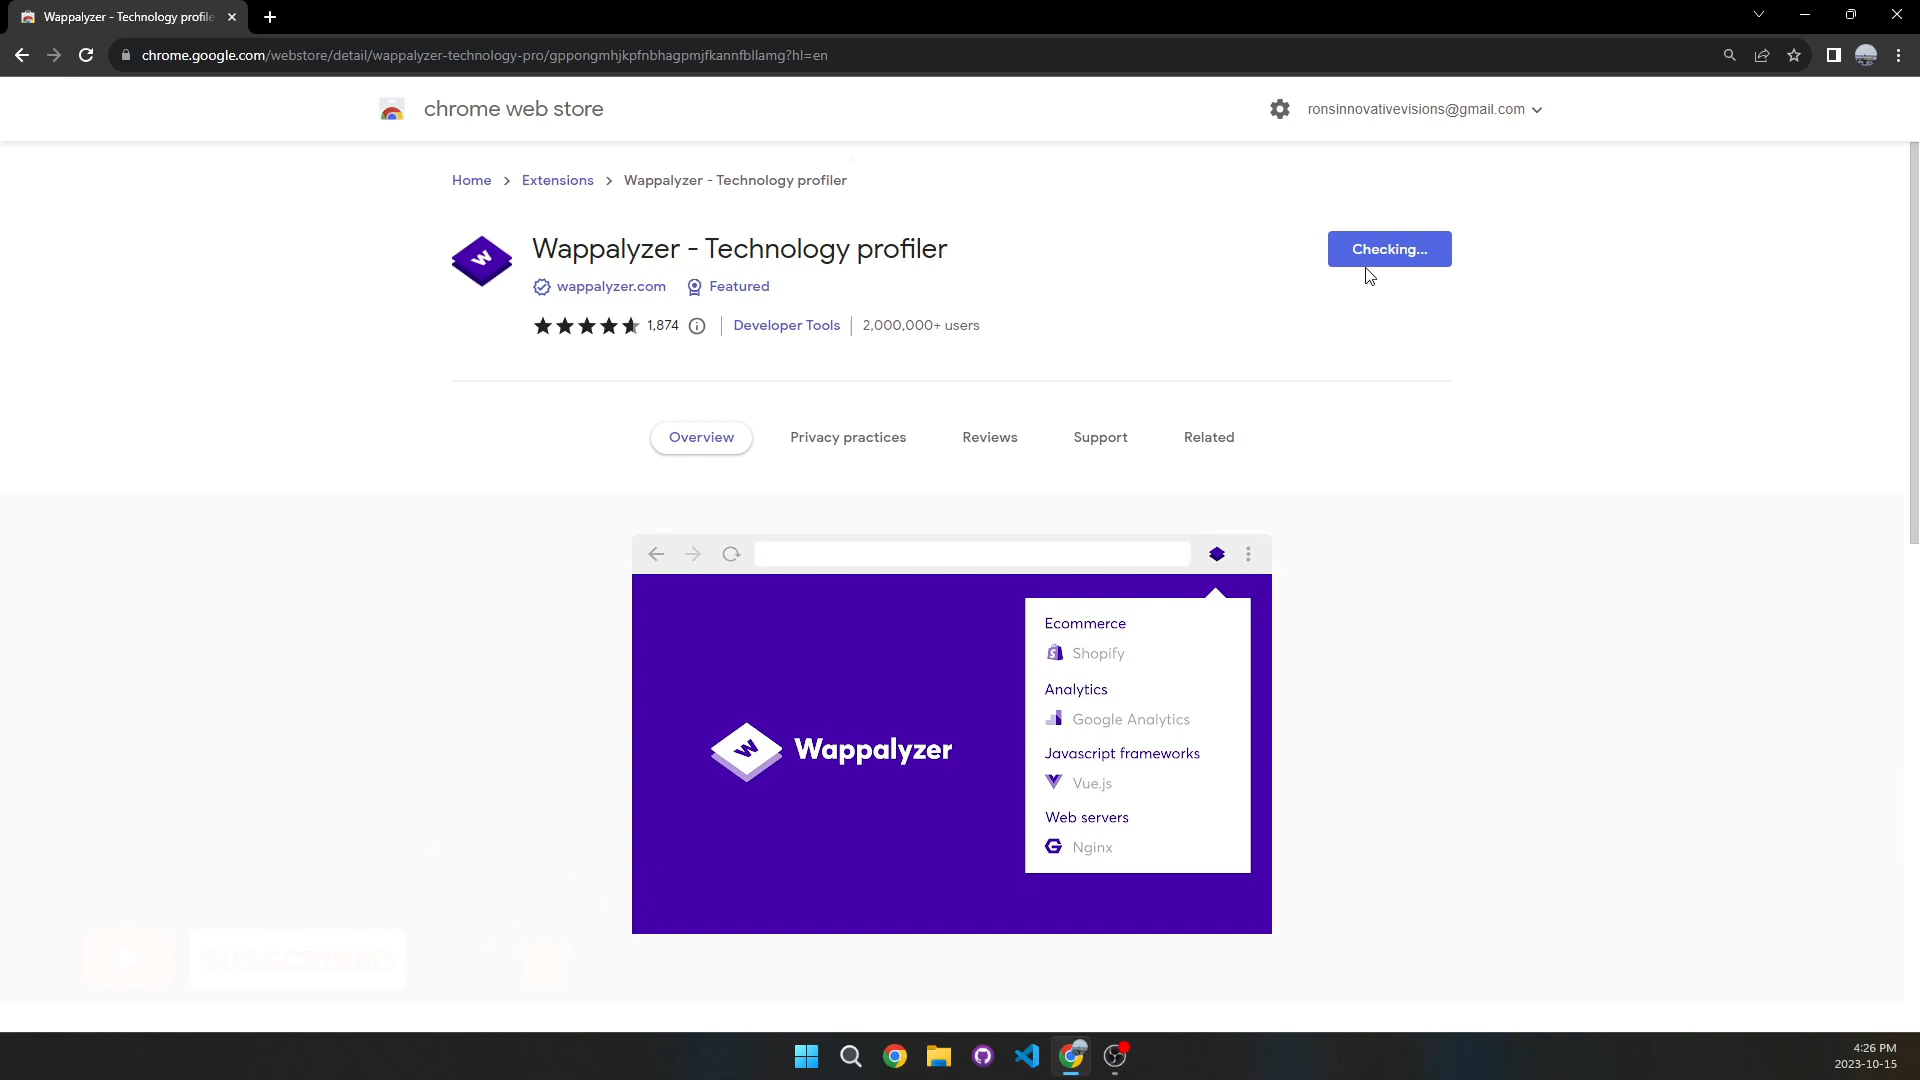 Wappalyzer - Technology profile
chrome.google.com/webstore/detail/wappalyzer-technology-pro/gppongmhjkpfnbhagpmjfkannfbllamg?hl=en
chrome web store
ronsinnovativevisions@gmail.com
Home > Extensions > Wappalyzer - Technology profiler
Wappalyzer - Technology profiler
Checking...
wappalyzer.com
Featured
1,874
Developer Tools
2,000,000+ users
Overview
Privacy practices
Reviews
Support
Related
Ecommerce
Shopify
Analytics
Google Analytics
Javascript frameworks
Vue.js
Web servers
Nginx
W Wappalyzer
SUBSCRIBED
4:26 PM
2023-10-15